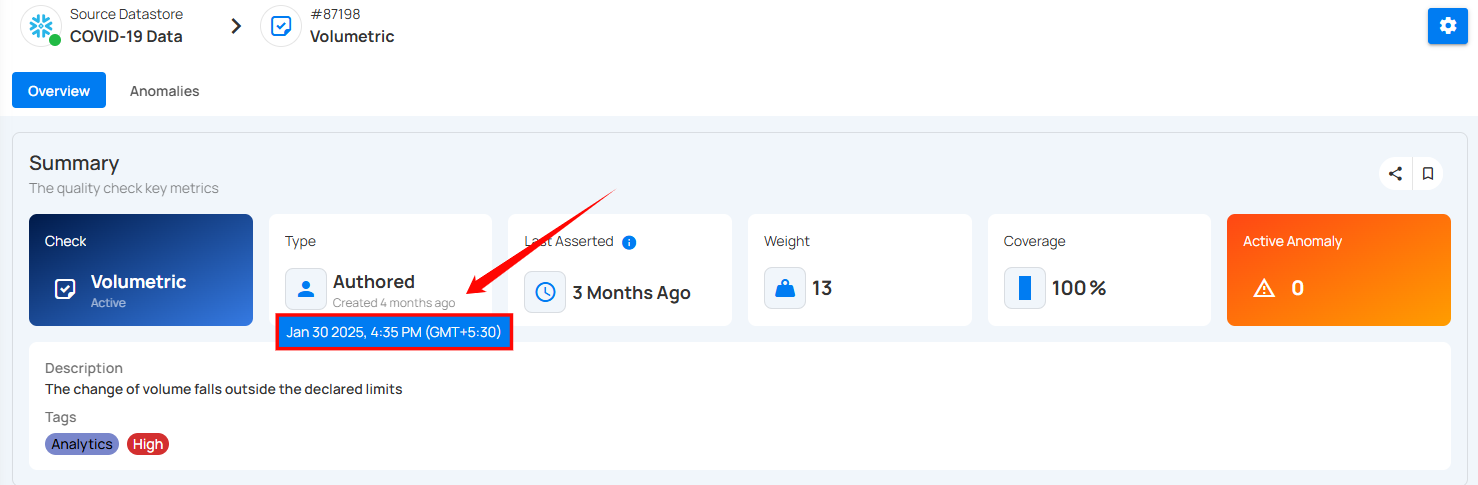 Source Datastore
COVID-19 Data
#87198
Volumetric
Overview
Anomalies
Summary
The quality check key metrics
Check
Volumetric
Active
Type
Authored
Created 4 months ago
Jan 30 2025, 4:35 PM (GMT+5:30)
Last Asserted
3 Months Ago
Weight
13
Coverage
100 %
Active Anomaly
0
Description
The change of volume falls outside the declared limits
Tags
Analytics
High